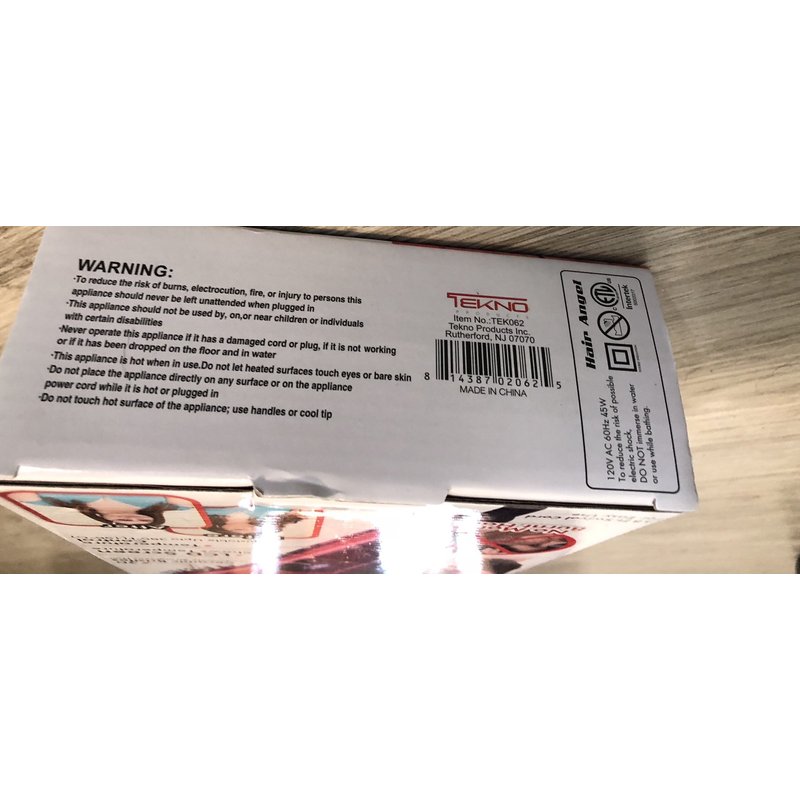 WARNING:
·To reduce the risk of burns, electrocution, fire, or injury to persons this
appliance should never be left unattended when plugged in
·This appliance should not be used by, on,or near children or individuals
with certain disabilities
·Never operate this appliance if it has a damaged cord or plug, if it is not working
or if it has been dropped on the floor and in water
·This appliance is hot when in use.Do not let heated surfaces touch eyes or bare skin
·Do not place the appliance directly on any surface or on the appliance
power cord while it is hot or plugged in
·Do not touch hot surface of the appliance; use handles or cool tip
TEKNO
PRODUCTS
Item No.:TEK062
Tekno Products Inc.
Rutherford, NJ 07070
8 14387 02062 5
MADE IN CHINA
Hair Angel
ETL
Intertek
120V AC 60Hz 45W
To reduce the risk of possible
electric shock,
DO NOT immerse in water
or use while bathing.